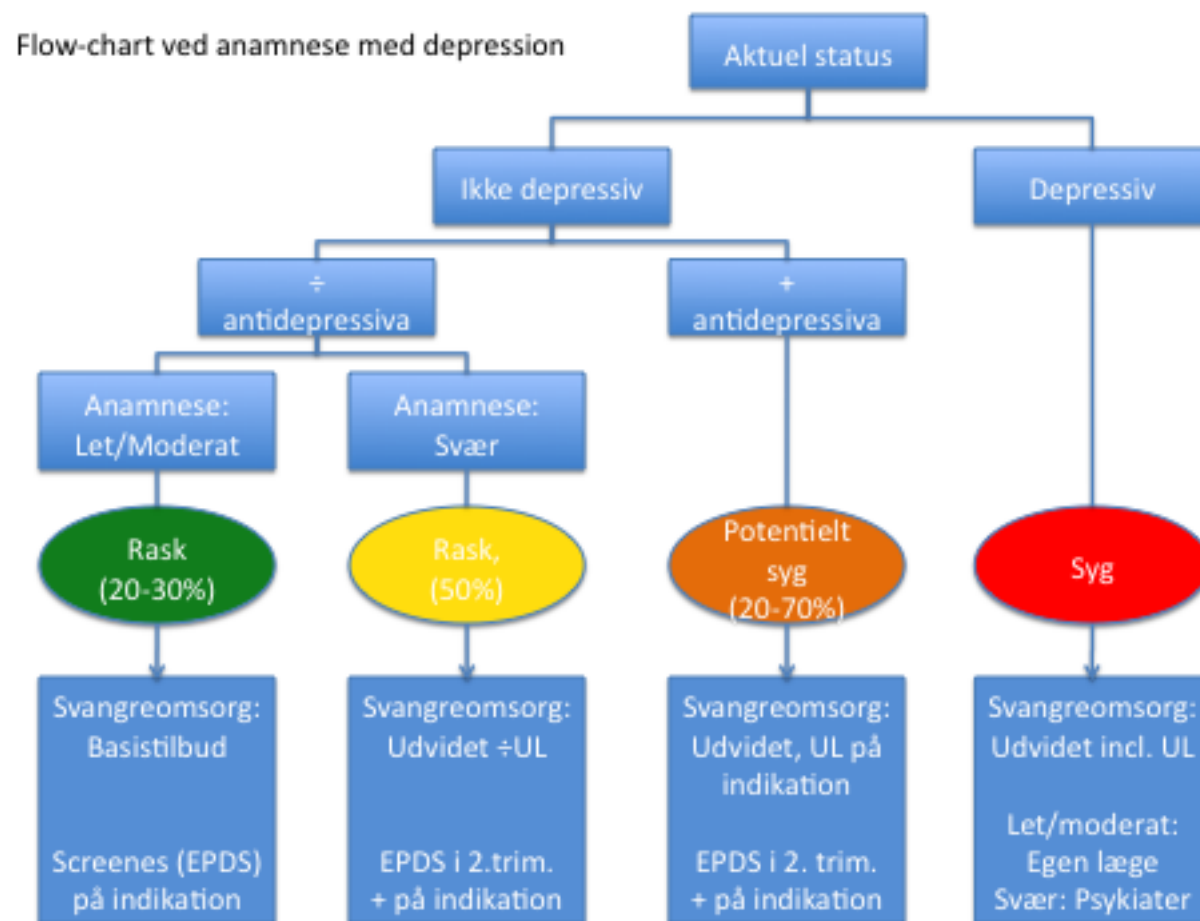 Flow-chart ved anamnese med depression
Aktuel status
Ikke depressiv
Depressiv
÷
antidepressiva
+
antidepressiva
Anamnese:
Let/Moderat
Anamnese:
Svær
Rask
(20-30%)
Rask,
(50%)
Potentielt
syg
(20-70%)
Syg
Svangreomsorg:
Basistilbud
Screenes (EPDS)
på indikation
Svangreomsorg:
Udvidet ÷UL
EPDS i 2.trim.
+ på indikation
Svangreomsorg:
Udvidet, UL på
indikation
EPDS i 2. trim.
+ på indikation
Svangreomsorg:
Udvidet incl. UL
Let/moderat:
Egen læge
Svær: Psykiater